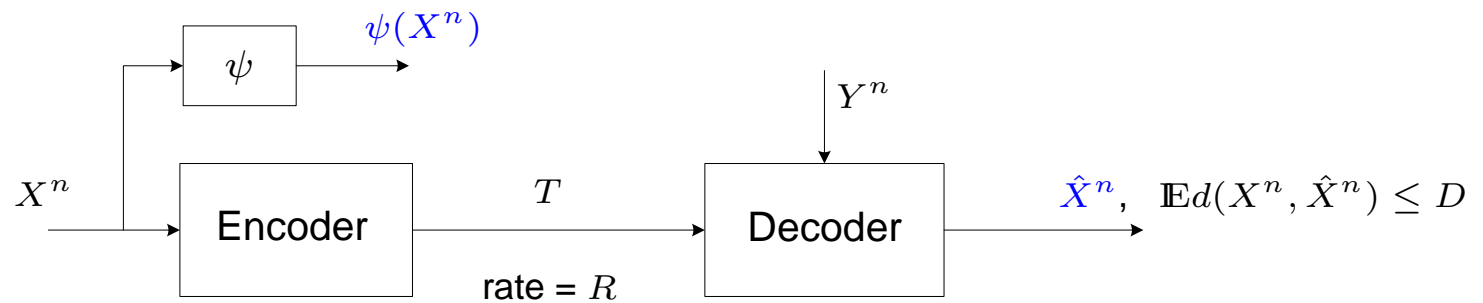 ψ(X^n)
ψ
Y^n
X^n
Encoder
T
Decoder
X̂^n, 𝔼d(X^n, X̂^n) ≤ D
rate = R